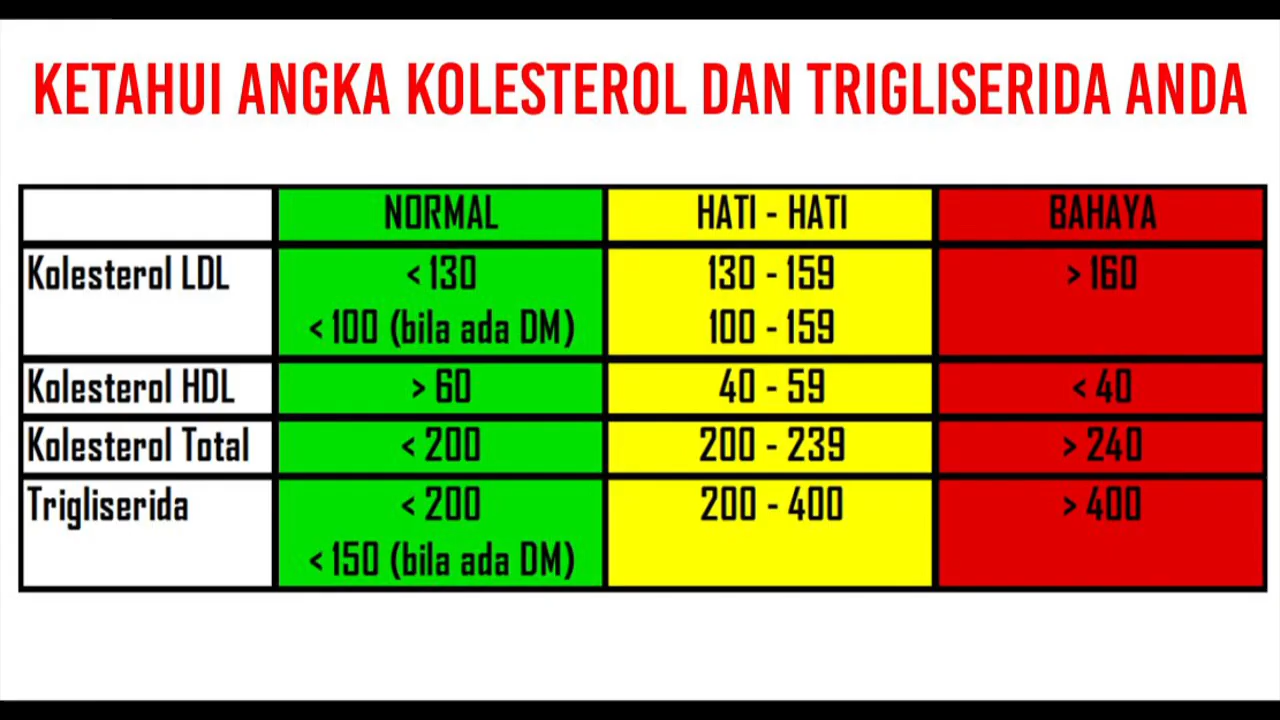 KETAHUI ANGKA KOLESTEROL DAN TRIGLISERIDA ANDA
NORMAL HATI - HATI BAHAYA
Kolesterol LDL < 130 130 - 159 > 160
< 100 (bila ada DM) 100 - 159
Kolesterol HDL > 60 40 - 59 < 40
Kolesterol Total < 200 200 - 239 > 240
Trigliserida < 200 200 - 400 > 400
< 150 (bila ada DM)